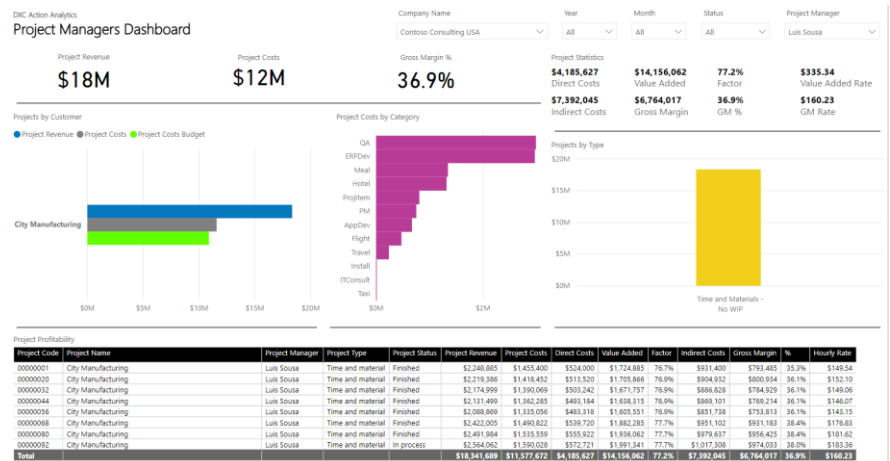 DXC Action Analytics
Project Managers Dashboard
Company Name Year Month Status Project Manager
Contoso Consulting USA All All All Luis Sousa
Project Revenue
$18M
Project Costs
$12M
Gross Margin %
36.9%
Project Statistics
$4,185,627 $14,156,062 77.2% $335.34
Direct Costs Value Added Factor Value Added Rate
$7,392,045 $6,764,017 36.9% $160.23
Indirect Costs Gross Margin GM % GM Rate
Projects by Customer
Project Revenue Project Costs Project Costs Budget
City Manufacturing
$0M $5M $10M $15M $20M
Project Costs by Category
QA
ERPDev
Meal
Hotel
ProjItem
PM
AppDev
Flight
Travel
Install
ITConsult
Taxi
$0M $2M
Projects by Type
$20M
$15M
$10M
$5M
$0M
Time and Materials -
No WIP
Project Profitability
Project Code Project Name Project Manager Project Type Project Status Project Revenue Project Costs Direct Costs Value Added Factor Indirect Costs Gross Margin % Hourly Rate
00000001 City Manufacturing Luis Sousa Time and material Finished $2,248,885 $1,455,400 $524,000 $1,724,885 76.7% $931,400 $793,485 35.3% $149.54
00000020 City Manufacturing Luis Sousa Time and material Finished $2,219,386 $1,418,452 $513,520 $1,705,866 76.9% $904,932 $800,934 36.1% $152.10
00000032 City Manufacturing Luis Sousa Time and material Finished $2,174,999 $1,390,069 $503,242 $1,671,757 76.9% $886,828 $784,929 36.1% $149.06
00000044 City Manufacturing Luis Sousa Time and material Finished $2,131,499 $1,362,285 $493,184 $1,638,315 76.9% $869,101 $769,214 36.1% $146.07
00000056 City Manufacturing Luis Sousa Time and material Finished $2,088,869 $1,335,056 $483,318 $1,605,551 76.9% $851,738 $753,813 36.1% $143.15
00000068 City Manufacturing Luis Sousa Time and material Finished $2,422,005 $1,490,822 $539,720 $1,882,285 77.7% $951,102 $931,183 38.4% $176.83
00000080 City Manufacturing Luis Sousa Time and material Finished $2,491,984 $1,535,559 $555,922 $1,936,062 77.7% $979,637 $956,425 38.4% $181.62
00000092 City Manufacturing Luis Sousa Time and material In process $2,564,062 $1,590,028 $572,721 $1,991,341 77.7% $1,017,308 $974,033 38.0% $183.36
Total $18,341,689 $11,577,672 $4,185,627 $14,156,062 77.2% $7,392,045 $6,764,017 36.9% $160.23